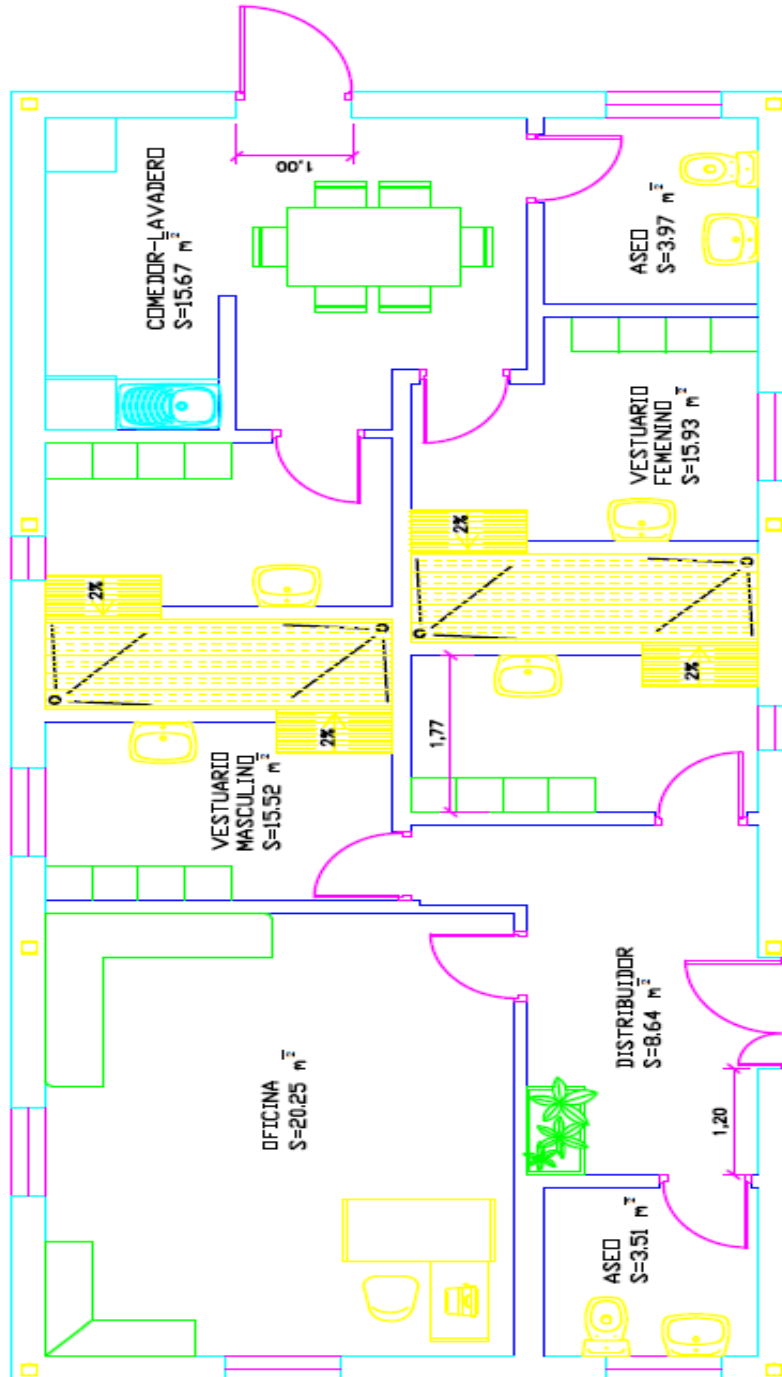 COMEDOR-LAVADERO
S=15.67 m²
1,00
ASEO
S=3.97 m²
VESTUARIO
FEMENINO
S=15.93 m²
2%
2%
2%
2%
1,77
VESTUARIO
MASCULINO
S=15.52 m²
OFICINA
S=20.25 m²
DISTRIBUIDOR
S=8.64 m²
1,20
ASEO
S=3.51 m²